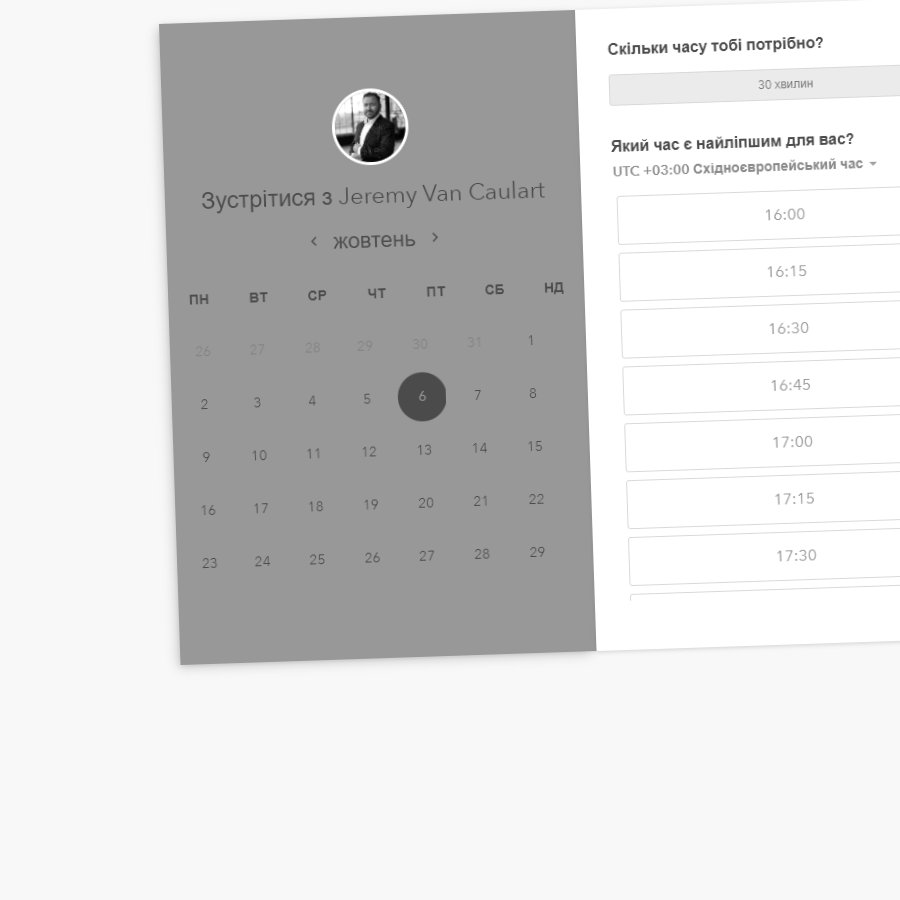 Зустрітися з Jeremy Van Caulart
жовтень
ПН ВТ СР ЧТ ПТ СБ НД
26 27 28 29 30 31 1
2 3 4 5 6 7 8
9 10 11 12 13 14 15
16 17 18 19 20 21 22
23 24 25 26 27 28 29
Скільки часу тобі потрібно?
30 хвилин
Який час є найліпшим для вас?
UTC +03:00 Східноєвропейський час
16:00
16:15
16:30
16:45
17:00
17:15
17:30